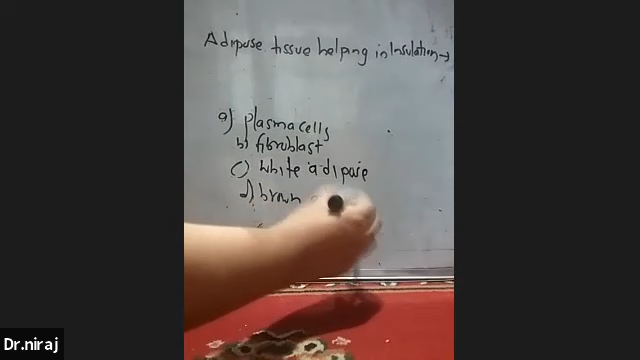 Adipose tissue helping in Insulation→
a) plasma cells
b) fibroblast
c) white adipose
d) brown
Dr.niraj